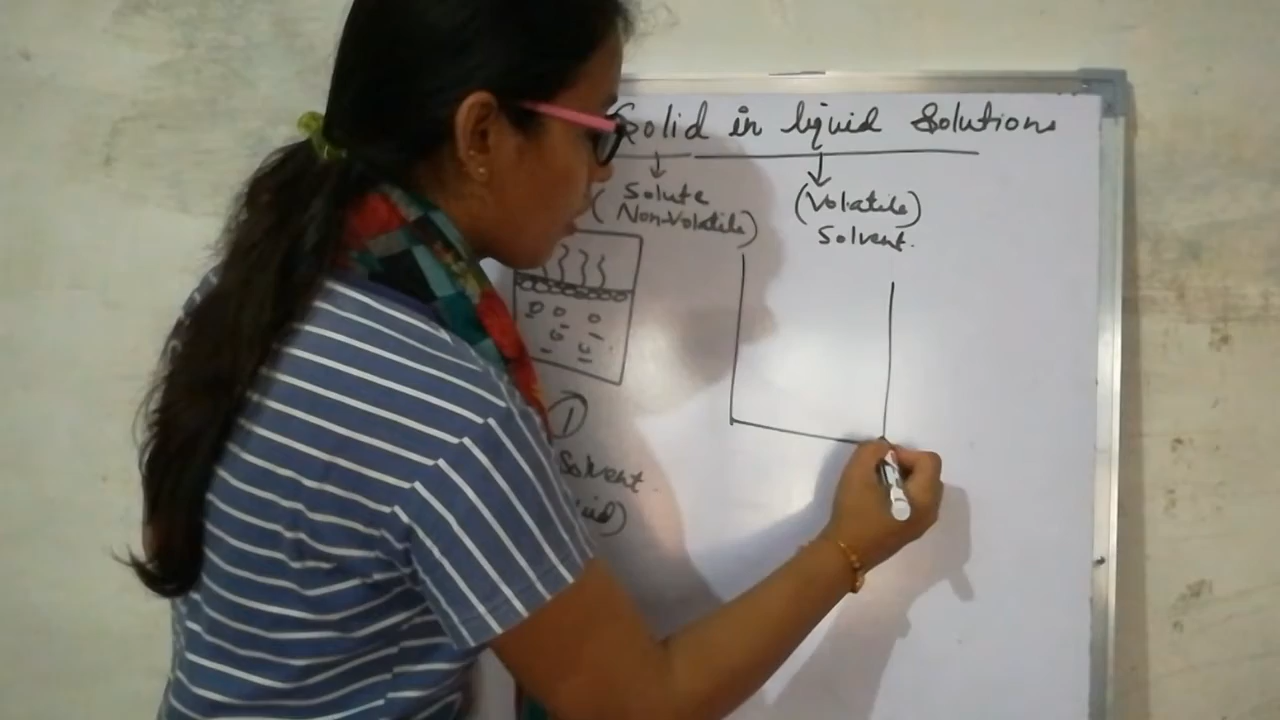 Solid in liquid Solutions
Solute
(Non-Volatile)
(Volatile)
Solvent.
1
Solvent